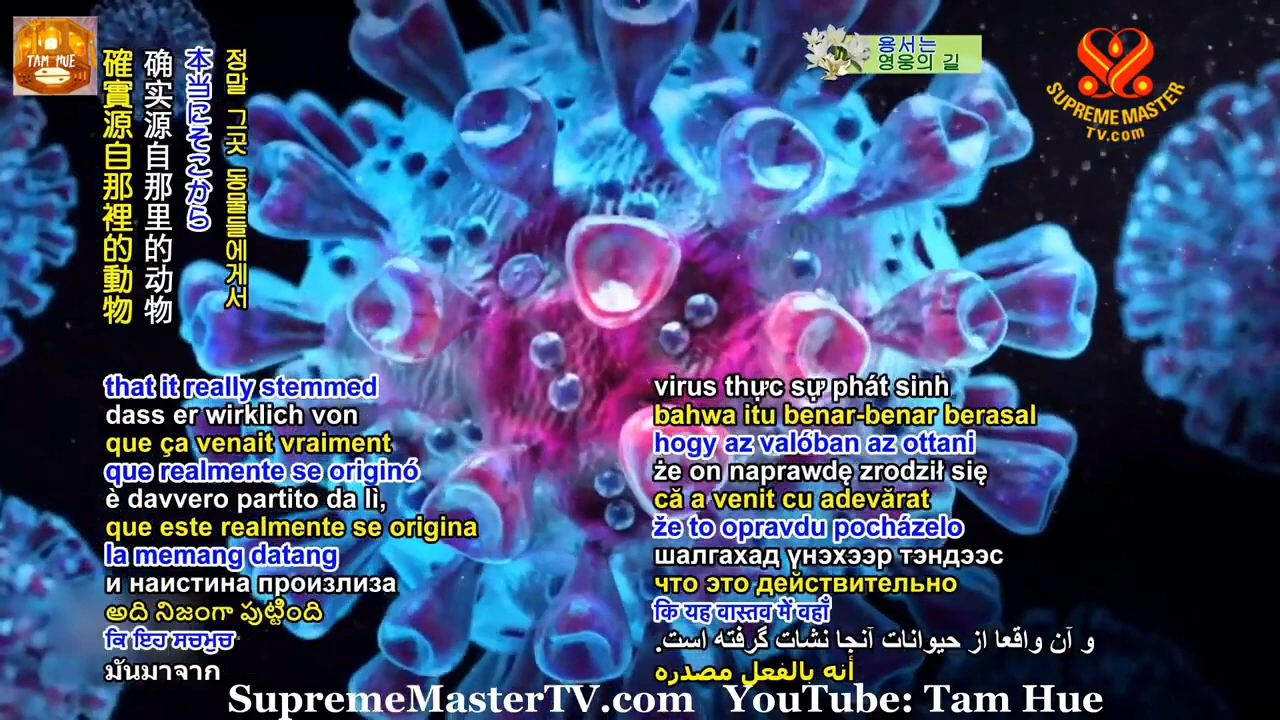 TAM HUE
確實源自那裡的動物
确实源自那里的动物
本当にそこから
정말 그곳 동물들에게서
용서는
영웅의 길
SUPREME MASTER
TV.com
that it really stemmed
dass er wirklich von
que ça venait vraiment
que realmente se originó
è davvero partito da lì,
que este realmente se origina
Ia memang datang
и наистина произлиза
అది నిజంగా పుట్టింది
ਕਿ ਇਹ ਸਚਮੁਚ
มันมาจาก
virus thực sự phát sinh
bahwa itu benar-benar berasal
hogy az valóban az ottani
że on naprawdę zrodził się
că a venit cu adevărat
že to opravdu pocházelo
шалгахад үнэхээр тэндээс
что это действительно
कि यह वास्तव में वहाँ
و آن واقعا از حیوانات آنجا نشات گرفته است.
أنه بالفعل مصدره
SupremeMasterTV.com YouTube: Tam Hue